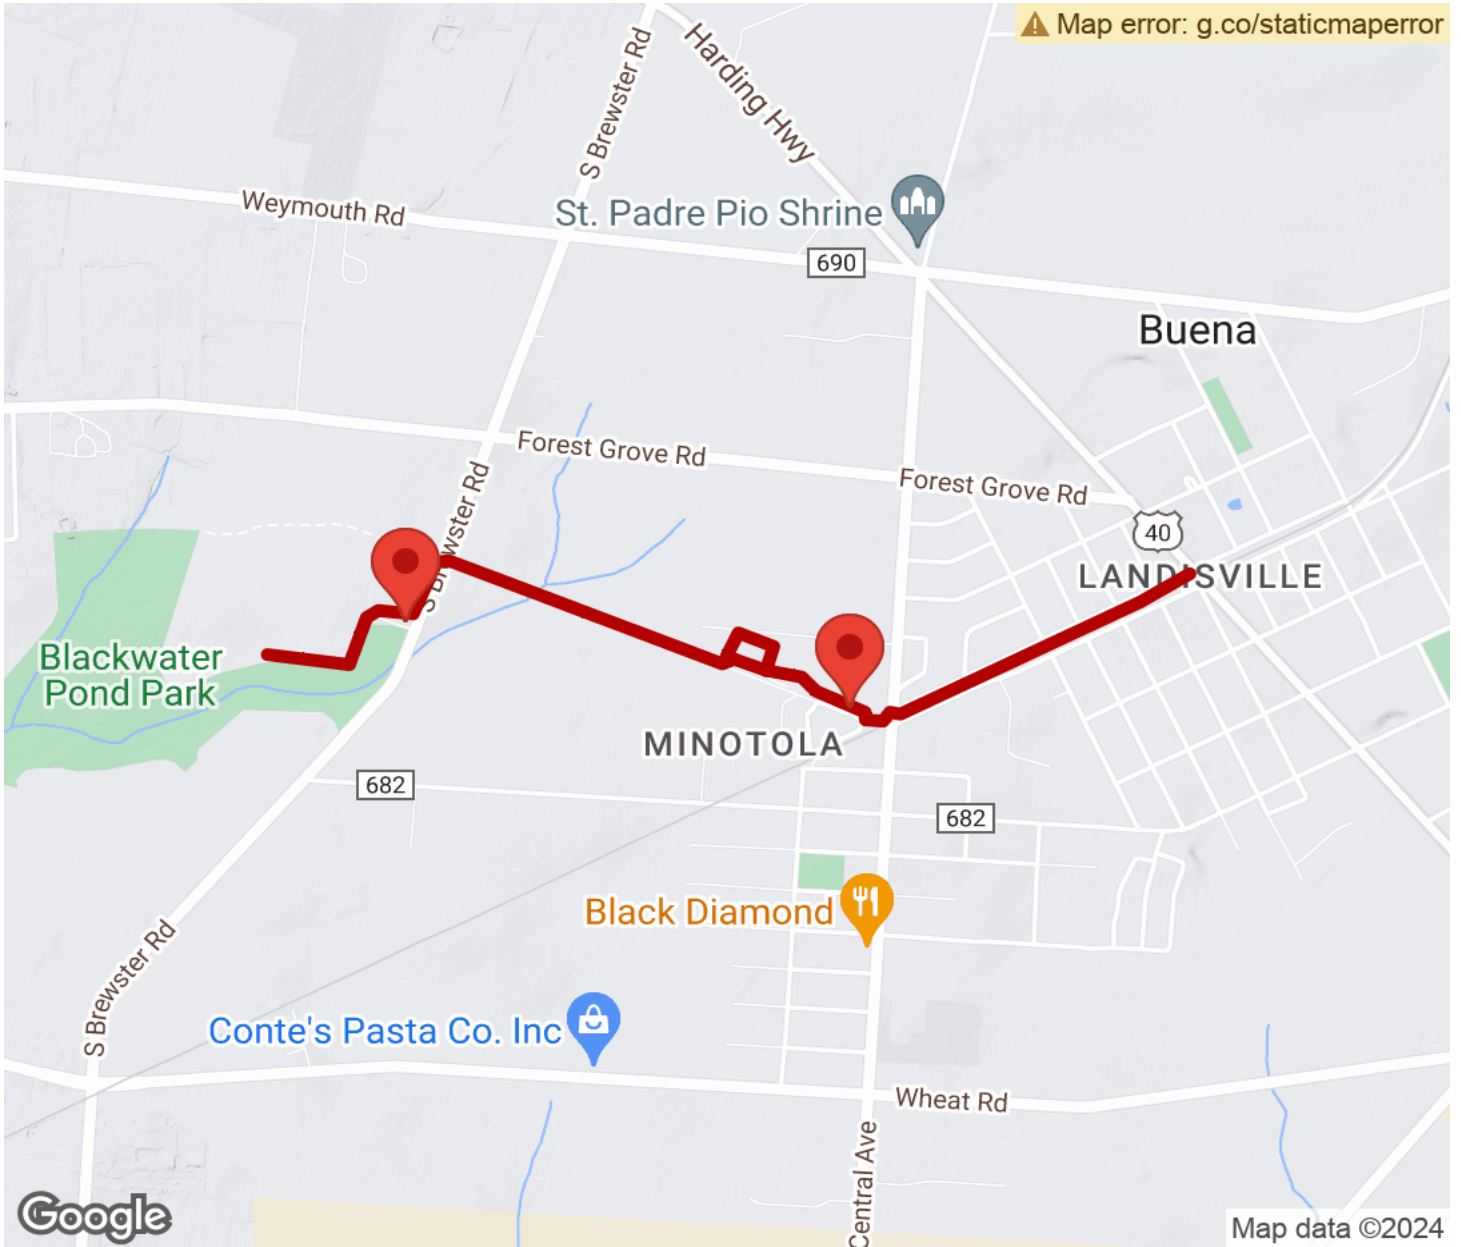 Map error: g.co/staticmaperror
Harding Hwy
S Brewster Rd
Weymouth Rd
St. Padre Pio Shrine
690
Buena
Forest Grove Rd
Forest Grove Rd
S Brewster Rd
40
LANDISVILLE
Blackwater
Pond Park
MINOTOLA
682
682
Black Diamond
S Brewster Rd
Conte's Pasta Co. Inc
Wheat Rd
Central Ave
Google
Map data ©2024